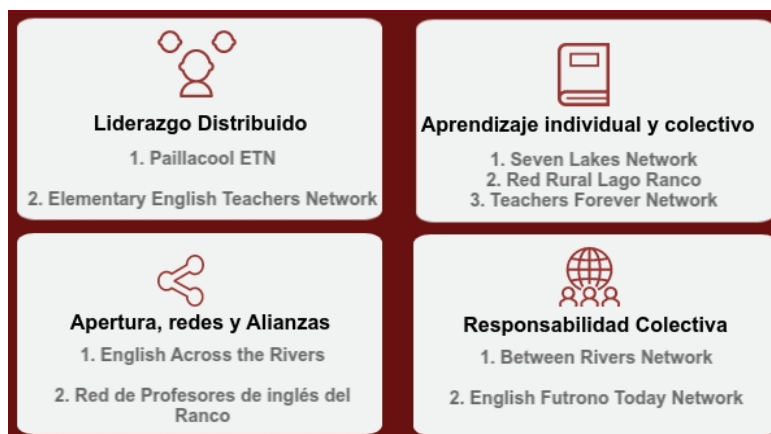 Liderazgo Distribuido
1. Paillacool ETN
2. Elementary English Teachers Network
Aprendizaje individual y colectivo
1. Seven Lakes Network
2. Red Rural Lago Ranco
3. Teachers Forever Network
Apertura, redes y Alianzas
1. English Across the Rivers
2. Red de Profesores de inglés del
Ranco
Responsabilidad Colectiva
1. Between Rivers Network
2. English Futrono Today Network